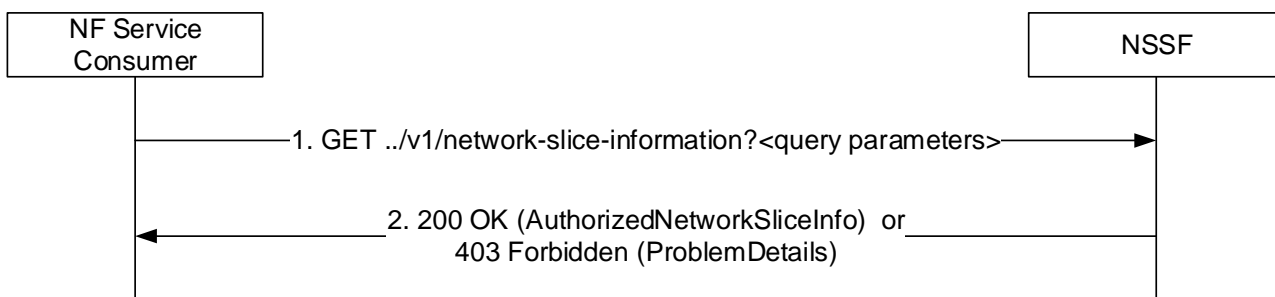 NF Service
Consumer
NSSF
1. GET ../v1/network-slice-information?<query parameters>
2. 200 OK (AuthorizedNetworkSliceInfo)  or
403 Forbidden (ProblemDetails)